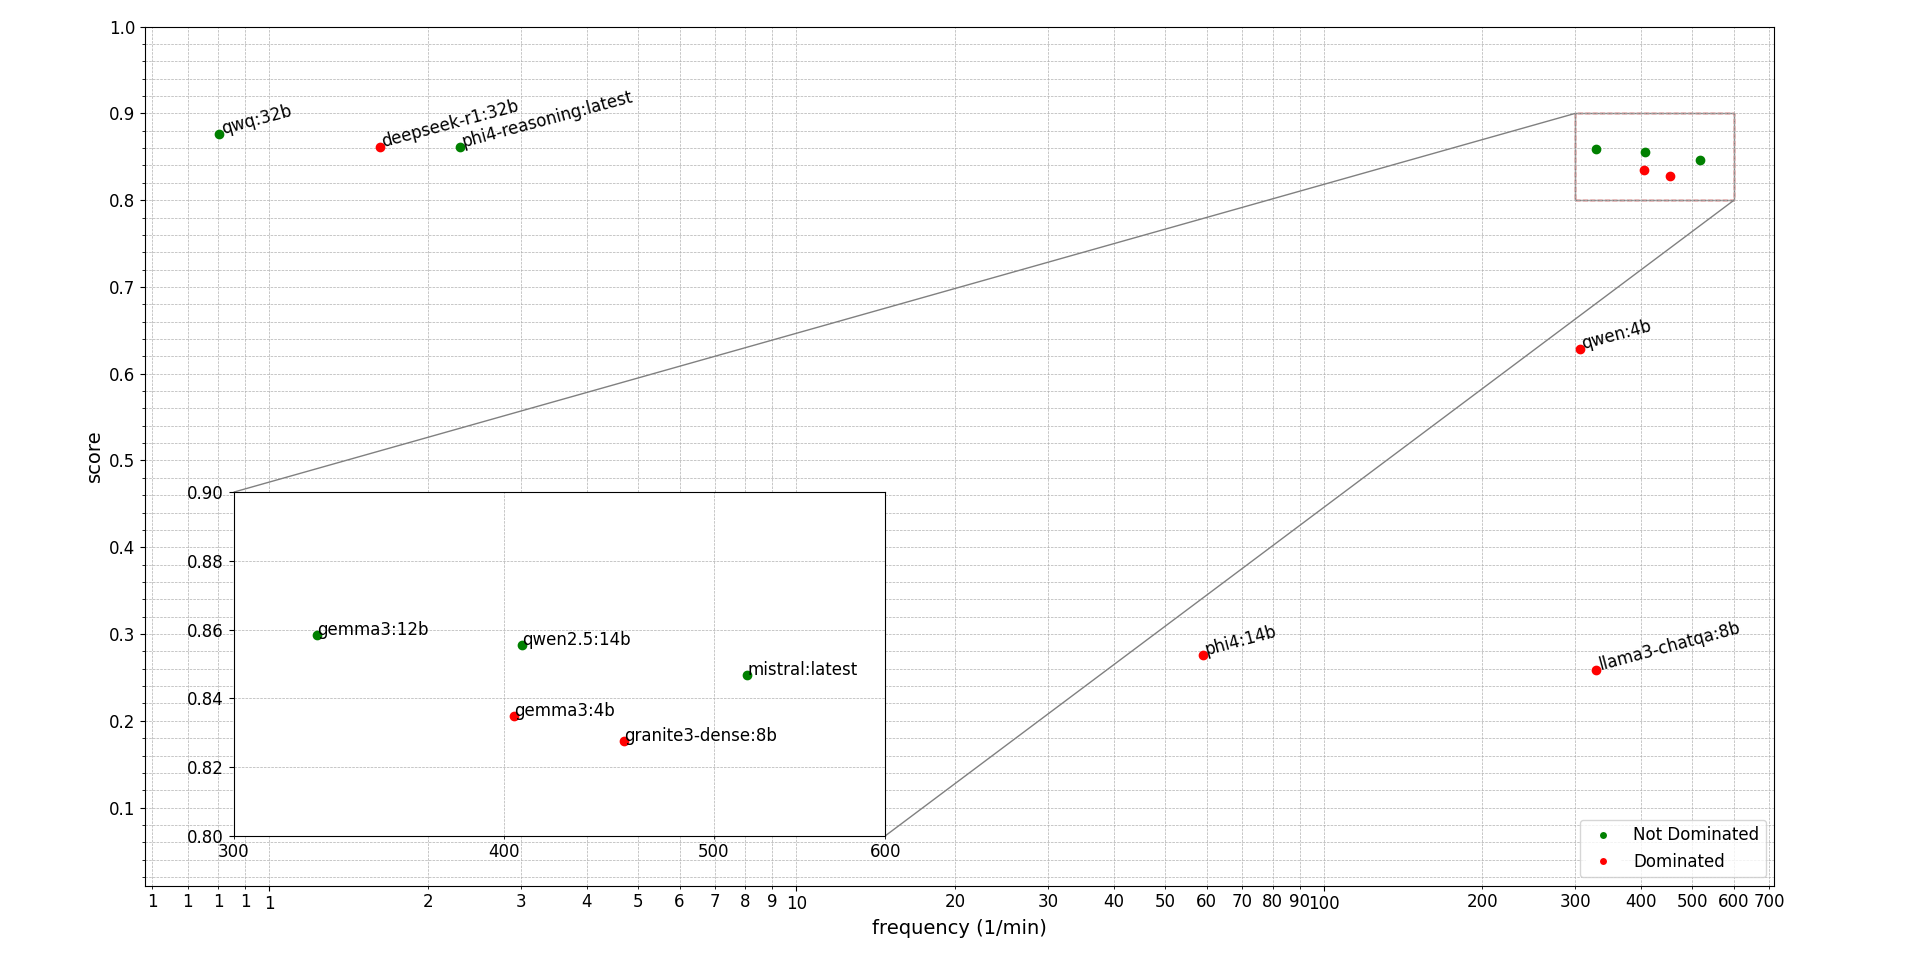 1.0
0.9
0.8
0.7
0.6
0.5
0.4
0.3
0.2
0.1
score
qwq:32b
deepseek-r1:32b
phi4-reasoning:latest
qwen:4b
phi4:14b
llama3-chatqa:8b
0.90
0.88
0.86
0.84
0.82
0.80
gemma3:12b
qwen2.5:14b
mistral:latest
gemma3:4b
granite3-dense:8b
300 400 500 600
Not Dominated
Dominated
1 1 1 1 1 2 3 4 5 6 7 8 9 10 20 30 40 50 60 70 80 90 100 200 300 400 500 600 700
frequency (1/min)